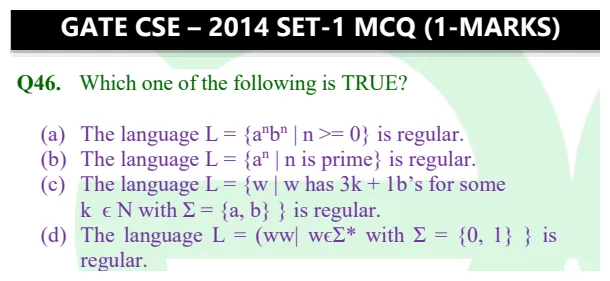 GATE CSE – 2014 SET-1 MCQ (1-MARKS)
Q46. Which one of the following is TRUE?
(a) The language L = {aⁿbⁿ | n >= 0} is regular.
(b) The language L = {aⁿ | n is prime} is regular.
(c) The language L = {w | w has 3k + 1b’s for some
k ϵ N with Σ = {a, b} } is regular.
(d) The language L = (ww| wϵΣ* with Σ = {0, 1} } is
regular.